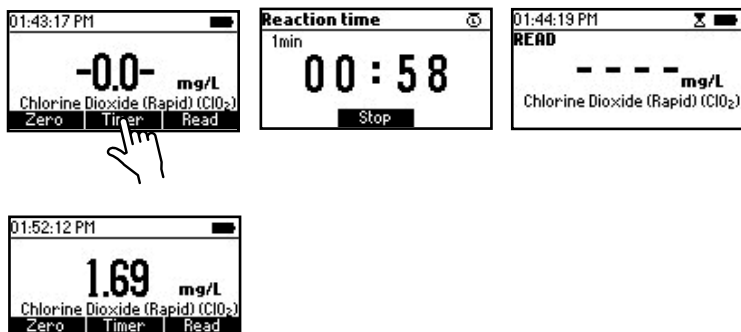 01:43:17 PM
-0.0- mg/L
Chlorine Dioxide (Rapid) (ClO₂)
Zero Timer Read
Reaction time
1min
00:58
Stop
01:44:19 PM
READ
- - - - mg/L
Chlorine Dioxide (Rapid) (ClO₂)
01:52:12 PM
1.69 mg/L
Chlorine Dioxide (Rapid) (ClO₂)
Zero Timer Read